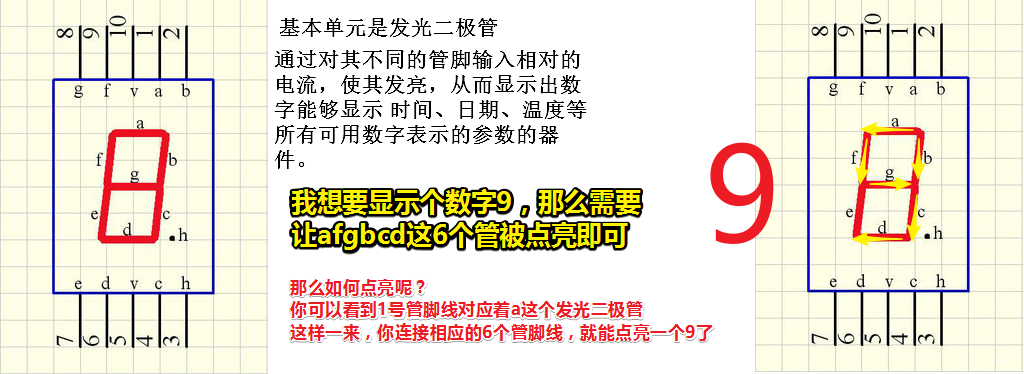 8 9 10 1 2
g f v a b
a
f b
g
e c
d h
e d v c h
7 6 5 4 3
基本单元是发光二极管
通过对其不同的管脚输入相对的
电流，使其发亮，从而显示出数
字能够显示 时间、日期、温度等
所有可用数字表示的参数的器
件。
我想要显示个数字9，那么需要
让afgbcd这6个管被点亮即可
那么如何点亮呢？
你可以看到1号管脚线对应着a这个发光二极管
这样一来，你连接相应的6个管脚线，就能点亮一个9了
9
8 9 10 1 2
g f v a b
a
f b
g
e c
d h
e d v c h
7 6 5 4 3